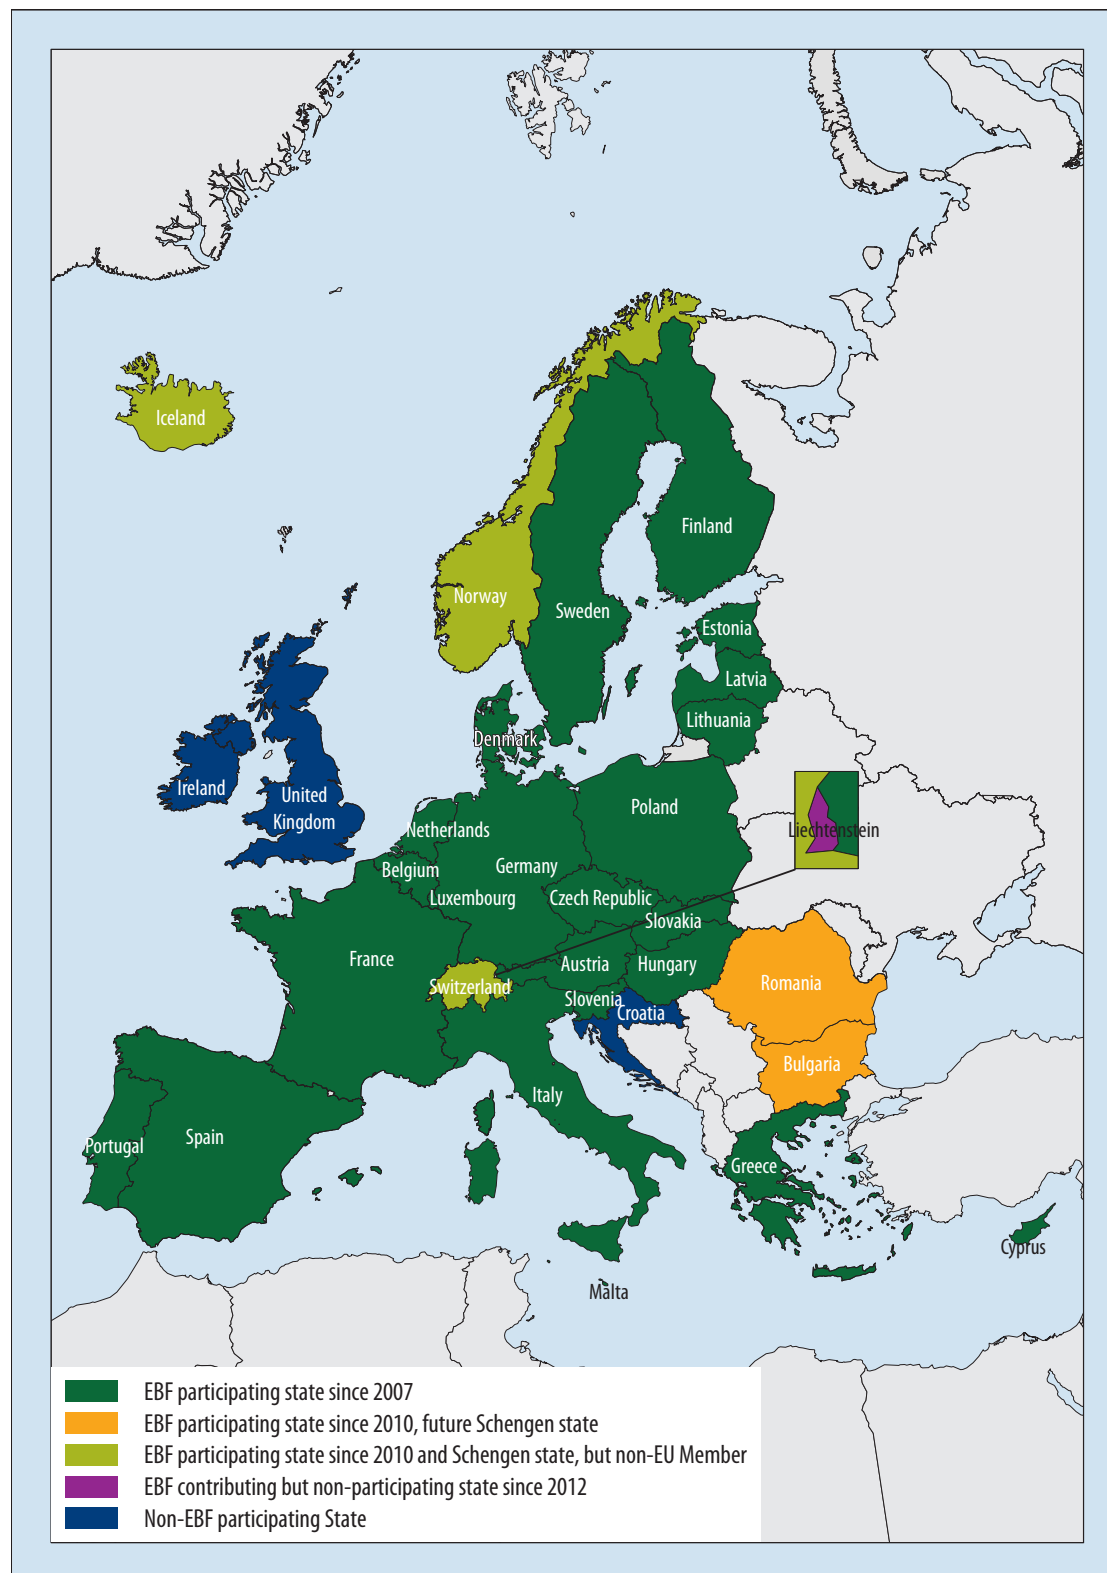 Iceland
Finland
Norway
Sweden
Estonia
Latvia
Lithuania
Denmark
Ireland
United
Kingdom
Poland
Netherlands
Liechtenstein
Germany
Belgium
Luxembourg
Czech Republic
Slovakia
France
Austria
Hungary
Switzerland
Romania
Slovenia
Croatia
Bulgaria
Italy
Spain
Portugal
Greece
Cyprus
Malta
EBF participating state since 2007
EBF participating state since 2010, future Schengen state
EBF participating state since 2010 and Schengen state, but non-EU Member
EBF contributing but non-participating state since 2012
Non-EBF participating State